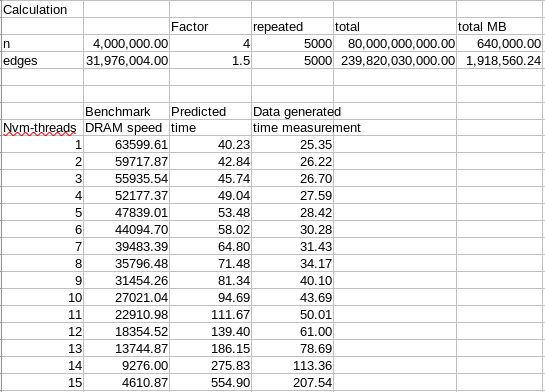 Calculation
Factor repeated total total MB
n 4,000,000.00 4 5000 80,000,000,000.00 640,000.00
edges 31,976,004.00 1.5 5000 239,820,030,000.00 1,918,560.24
Benchmark Predicted Data generated
Nvm-threads DRAM speed time time measurement
1 63599.61 40.23 25.35
2 59717.87 42.84 26.22
3 55935.54 45.74 26.70
4 52177.37 49.04 27.59
5 47839.01 53.48 28.42
6 44094.70 58.02 30.28
7 39483.39 64.80 31.43
8 35796.48 71.48 34.17
9 31454.26 81.34 40.10
10 27021.04 94.69 43.69
11 22910.98 111.67 50.01
12 18354.52 139.40 61.00
13 13744.87 186.15 78.69
14 9276.00 275.83 113.36
15 4610.87 554.90 207.54